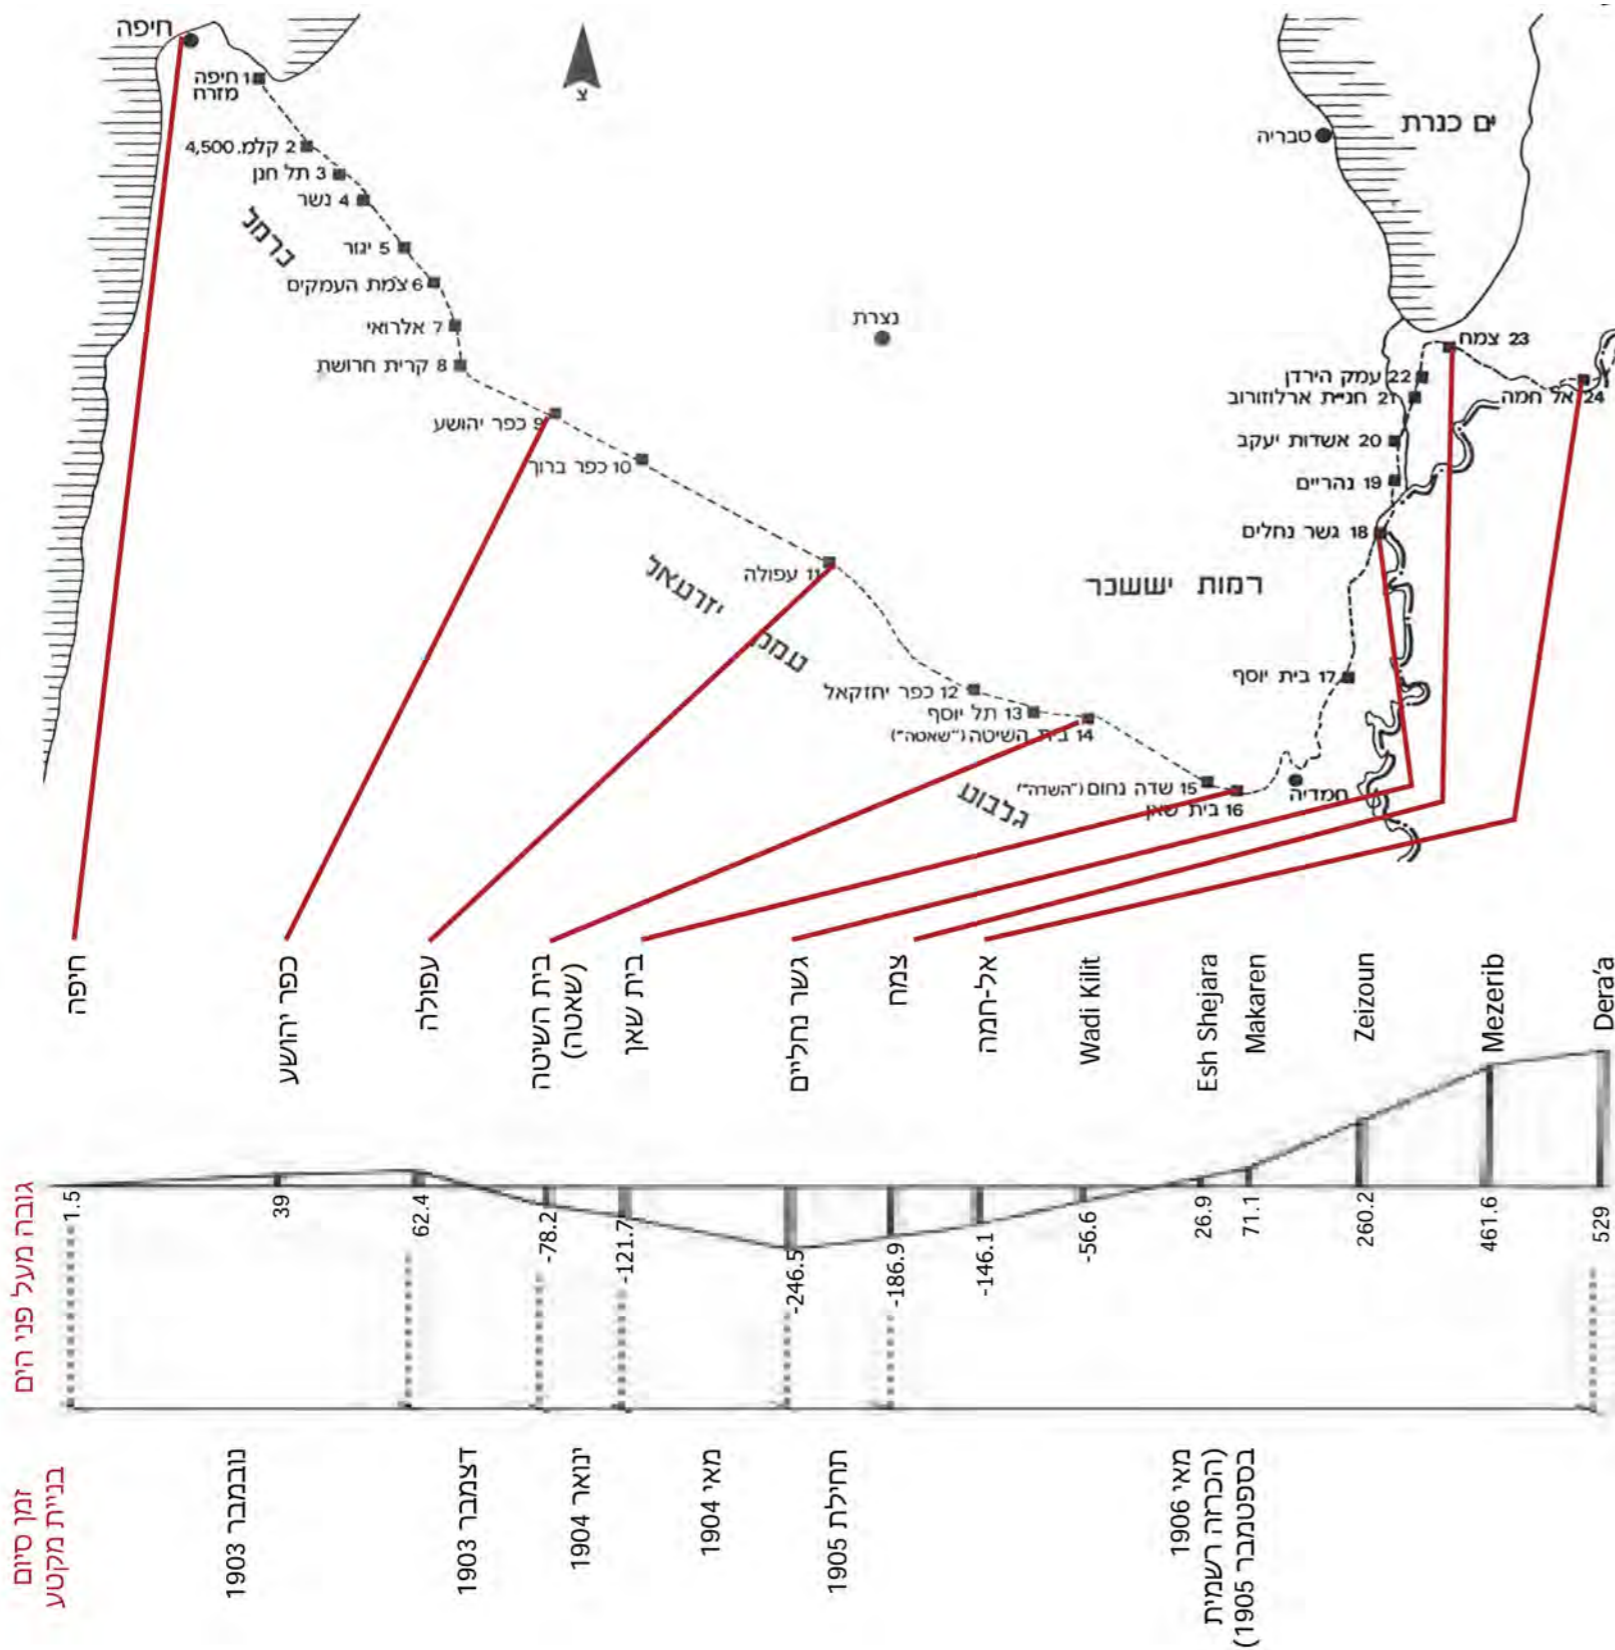 חיפה
1 חיפה
מזרח
2 קלמ. 4,500
3 תל חנן
4 נשר
5 יגור
6 צמת העמקים
7 אלרואי
8 קרית חרושת
9 כפר יהושע
10 כפר ברוך
11 עפולה
12 כפר יחזקאל
13 תל יוסף
14 בית השיטה ("שאטה")
15 שדה נחום ("השדה")
16 בית שאן
17 בית יוסף
18 גשר נחלים
19 נהריים
20 אשדות יעקב
21 חניית ארלוזורוב
22 עמק הירדן
23 צמח
24 אל חמה
כרמל
צ
נצרת
טבריה
ים כנרת
רמות יששכר
עמק יזרעאל
גלבוע
חמדיה
חיפה
כפר יהושע
עפולה
בית השיטה
(שאטה)
בית שאן
גשר נחליים
צמח
אל-חמה
Wadi Kilit
Esh Shejara
Makaren
Zeizoun
Mezerib
Dera'a
גובה מעל פני הים
1.5
39
62.4
-78.2
-121.7
-246.5
-186.9
-146.1
-56.6
26.9
71.1
260.2
461.6
529
זמן סיום
בניית מקטע
נובמבר 1903
דצמבר 1903
ינואר 1904
מאי 1904
תחילת 1905
מאי 1906
(הכרזה רשמית
בספטמבר 1905)